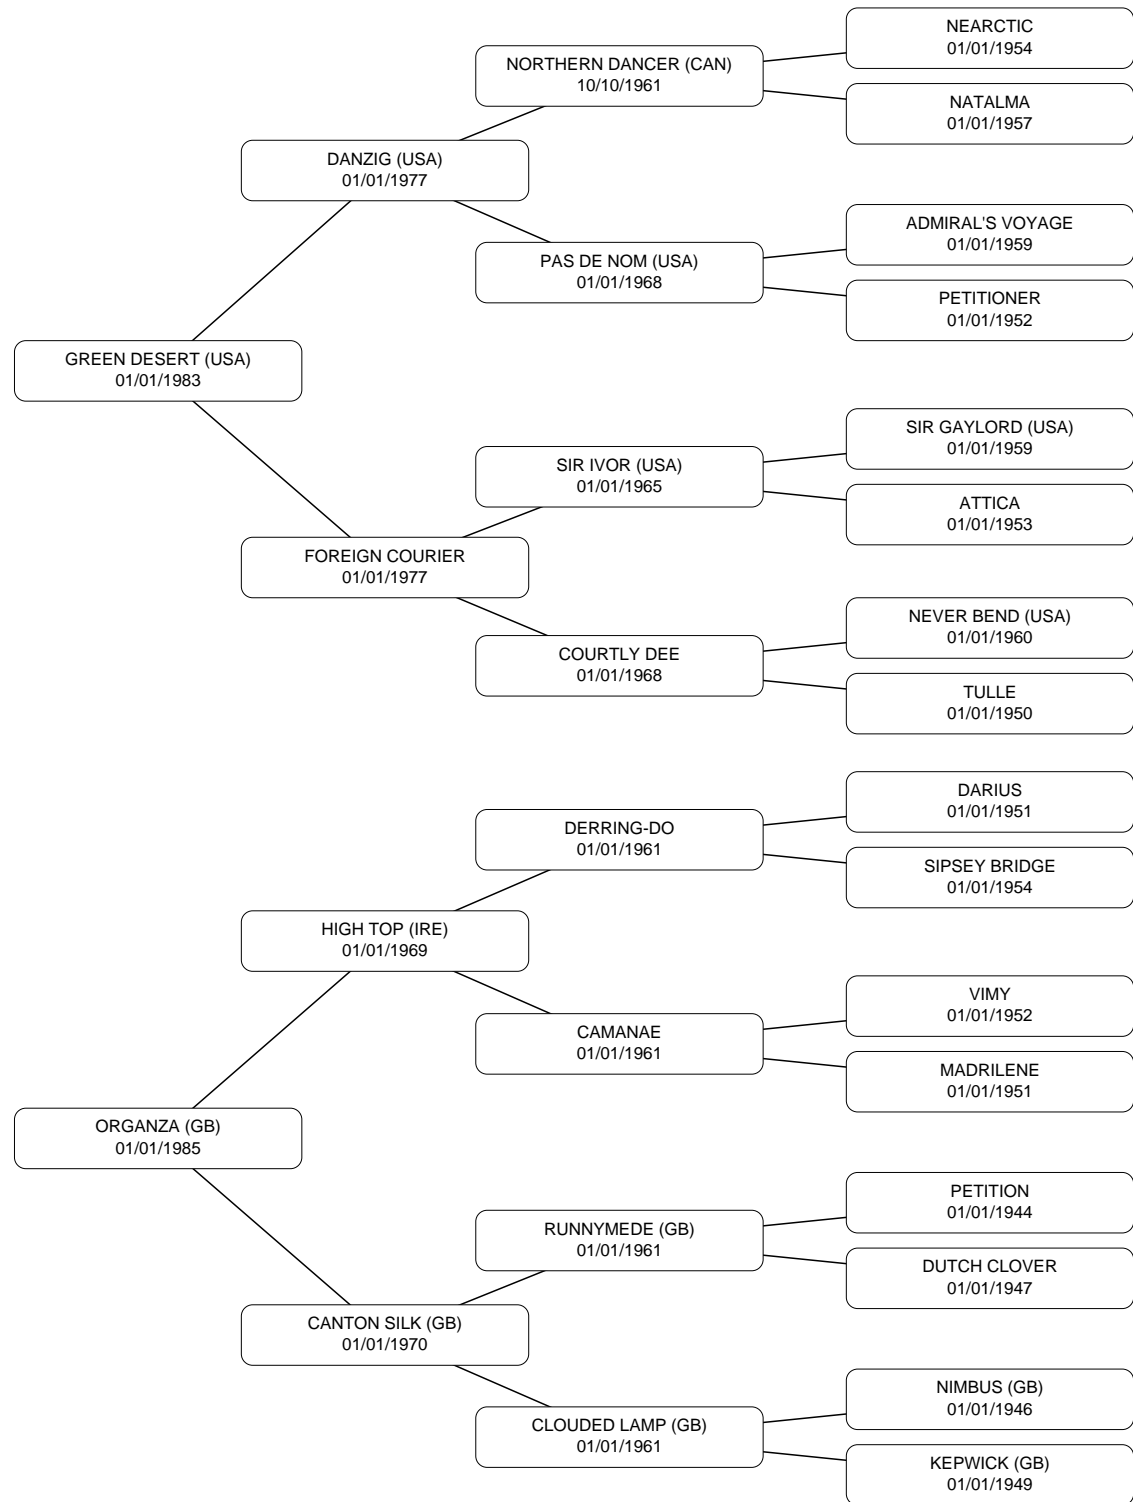 NEARCTIC
01/01/1954
NORTHERN DANCER (CAN)
10/10/1961
NATALMA
01/01/1957
DANZIG (USA)
01/01/1977
ADMIRAL'S VOYAGE
01/01/1959
PAS DE NOM (USA)
01/01/1968
PETITIONER
01/01/1952
GREEN DESERT (USA)
01/01/1983
SIR GAYLORD (USA)
01/01/1959
SIR IVOR (USA)
01/01/1965
ATTICA
01/01/1953
FOREIGN COURIER
01/01/1977
NEVER BEND (USA)
01/01/1960
COURTLY DEE
01/01/1968
TULLE
01/01/1950
DARIUS
01/01/1951
DERRING-DO
01/01/1961
SIPSEY BRIDGE
01/01/1954
HIGH TOP (IRE)
01/01/1969
VIMY
01/01/1952
CAMANAE
01/01/1961
MADRILENE
01/01/1951
ORGANZA (GB)
01/01/1985
PETITION
01/01/1944
RUNNYMEDE (GB)
01/01/1961
DUTCH CLOVER
01/01/1947
CANTON SILK (GB)
01/01/1970
NIMBUS (GB)
01/01/1946
CLOUDED LAMP (GB)
01/01/1961
KEPWICK (GB)
01/01/1949